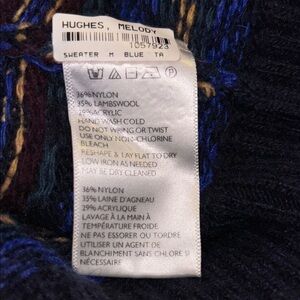 HUGHES, MELODY
1057923
SWEATER M BLUE TA
36%NYLON
35% LAMBSWOOL
29%ACRYLIC
HAND WASH COLD
DO NOT WRING OR TWIST
USE ONLY NON-CHLORINE
BLEACH
RESHAPE & LAY FLAT TO DRY
LOW IRON AS NEEDED
MAY BE DRY CLEANED
36% NYLON
35% LAINE D'AGNEAU
29% ACRYLIQUE
LAVAGE À LA MAIN À
TEMPÉRATURE FROIDE
NE PAS ESSORER OU TORDRE
UTILISER UN AGENT DE
BLANCHIMENT SANS CHLORE SI
NÉCESSAIRE